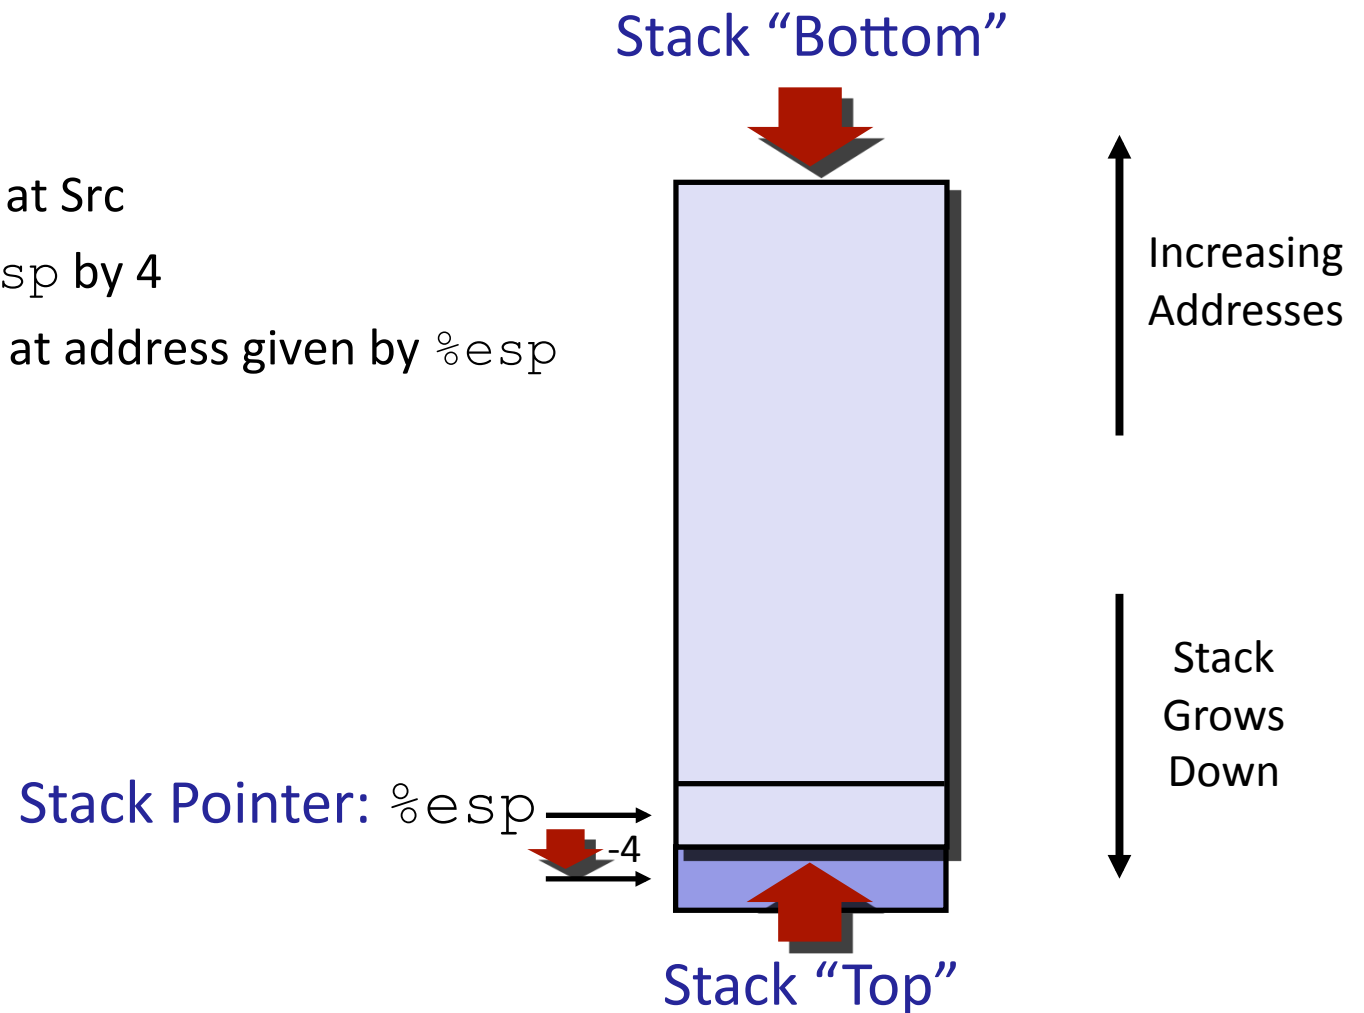 Stack “Bottom”
at Src
sp by 4
at address given by %esp
Increasing
Addresses
Stack
Grows
Down
Stack Pointer: %esp
-4
Stack “Top”